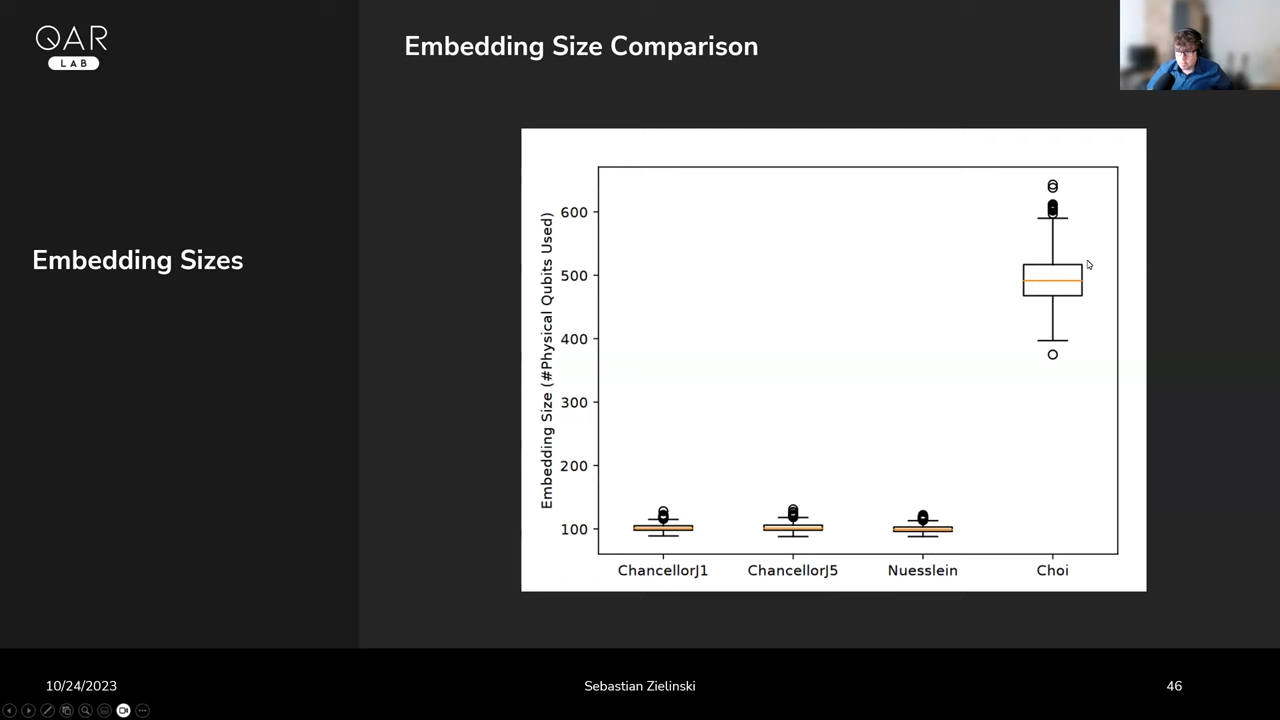 QAR
LAB
Embedding Size Comparison
Embedding Sizes
Embedding Size (#Physical Qubits Used)
600
500
400
300
200
100
ChancellorJ1
ChancellorJ5
Nuesslein
Choi
10/24/2023
Sebastian Zielinski
46